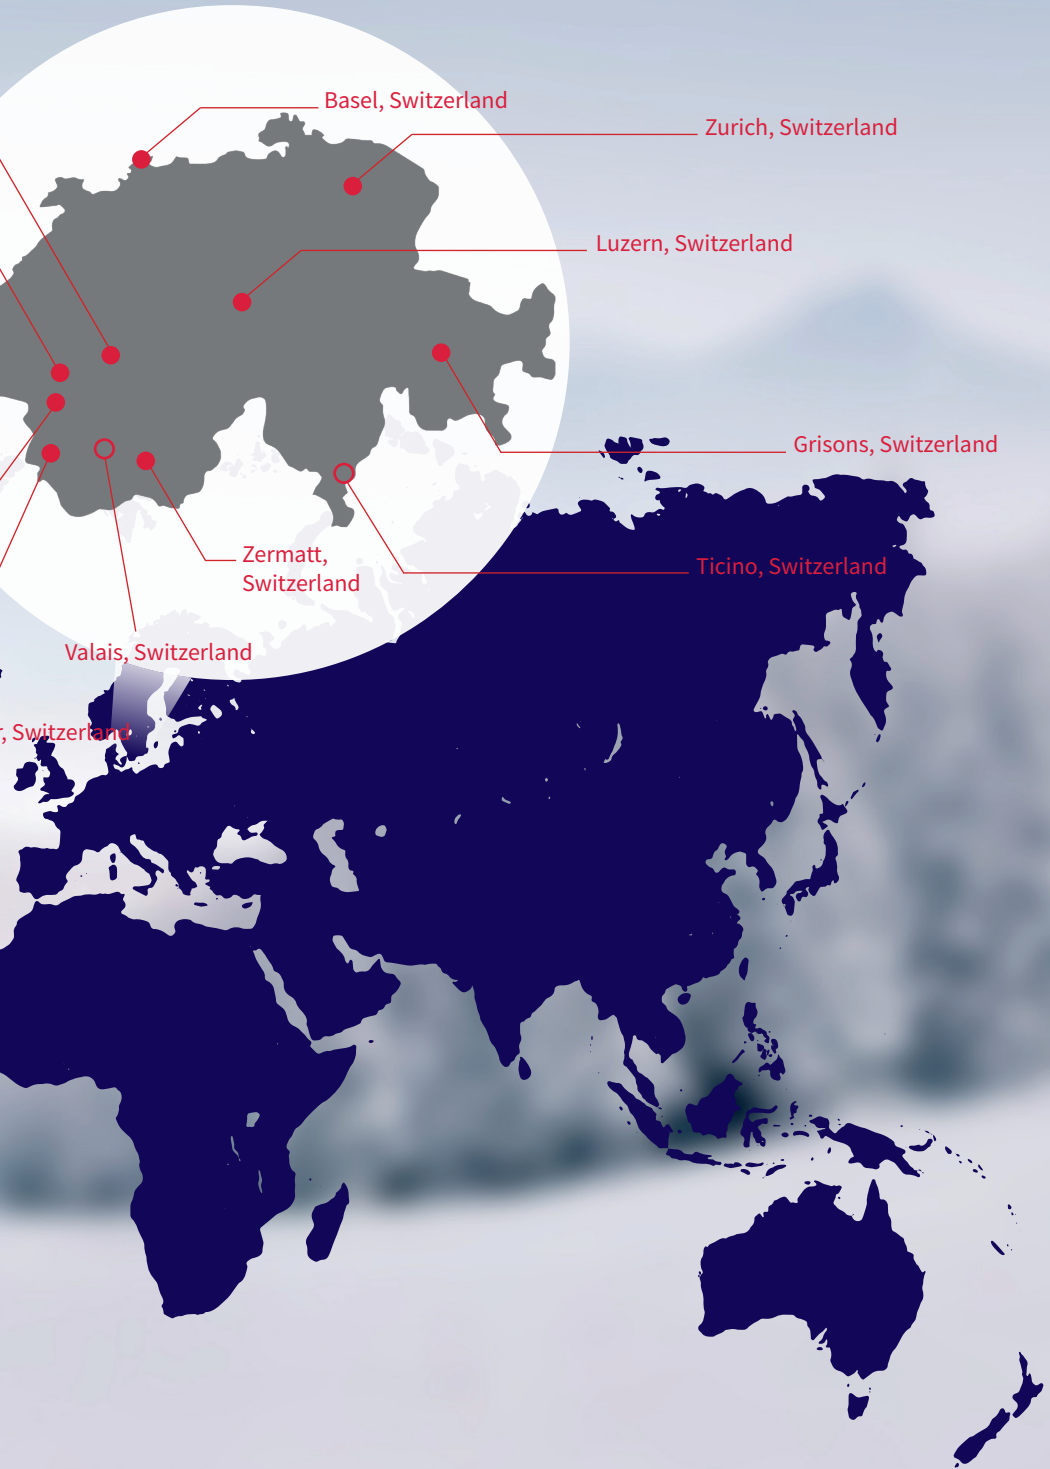 Basel, Switzerland
Zurich, Switzerland
Luzern, Switzerland
Grisons, Switzerland
Zermatt,
Switzerland
Ticino, Switzerland
Valais, Switzerland
, Switzerland